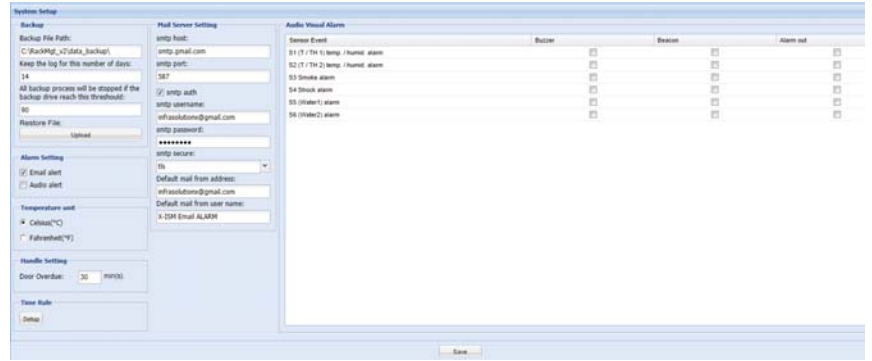 System Setup
Backup
Backup File Path:
C:\RackMgt_v2\data_backup\
Keep the log for this number of days:
14
All backup process will be stopped if the
backup drive reach this threshould:
90
Restore File:
Upload
Alarm Setting
Email alert
Audio alert
Temperature unit
Celsius(°C)
Fahrenheit(°F)
Handle Setting
Door Overdue: 30 min(s)
Time Rule
Setup
Mail Server Setting
smtp host:
smtp.gmail.com
smtp port:
587
smtp auth
smtp username:
infrasolutionx@gmail.com
smtp password:
••••••••
smtp secure:
tls
Default mail from address:
infrasolutionx@gmail.com
Default mail from user name:
X-ISM Email ALARM
Audio Visual Alarm
Sensor Event Buzzer Beacon Alarm out
S1 (T / TH 1) temp. / humid. alarm
S2 (T / TH 2) temp. / humid. alarm
S3 Smoke alarm
S4 Shock alarm
S5 (Water1) alarm
S6 (Water2) alarm
Save